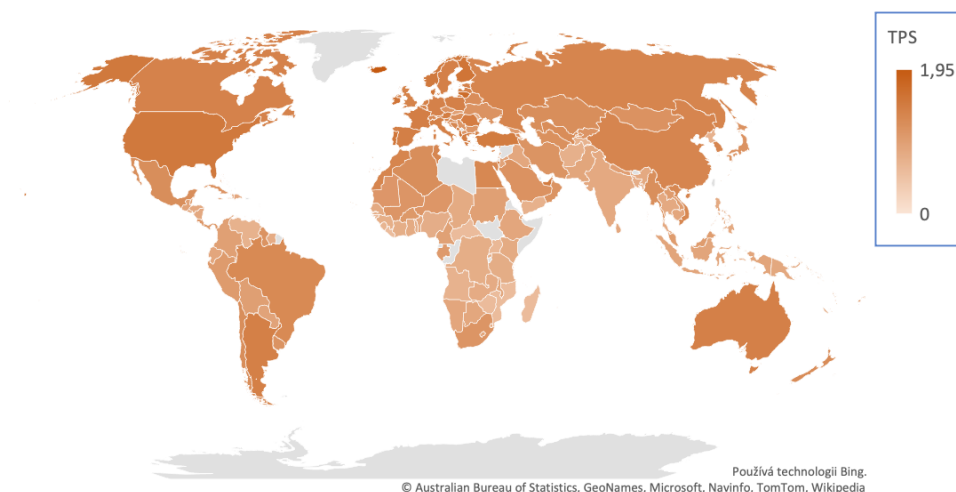 TPS
1,95
0
Používá technologii Bing.
© Australian Bureau of Statistics, GeoNames, Microsoft, Navinfo, TomTom, Wikipedia